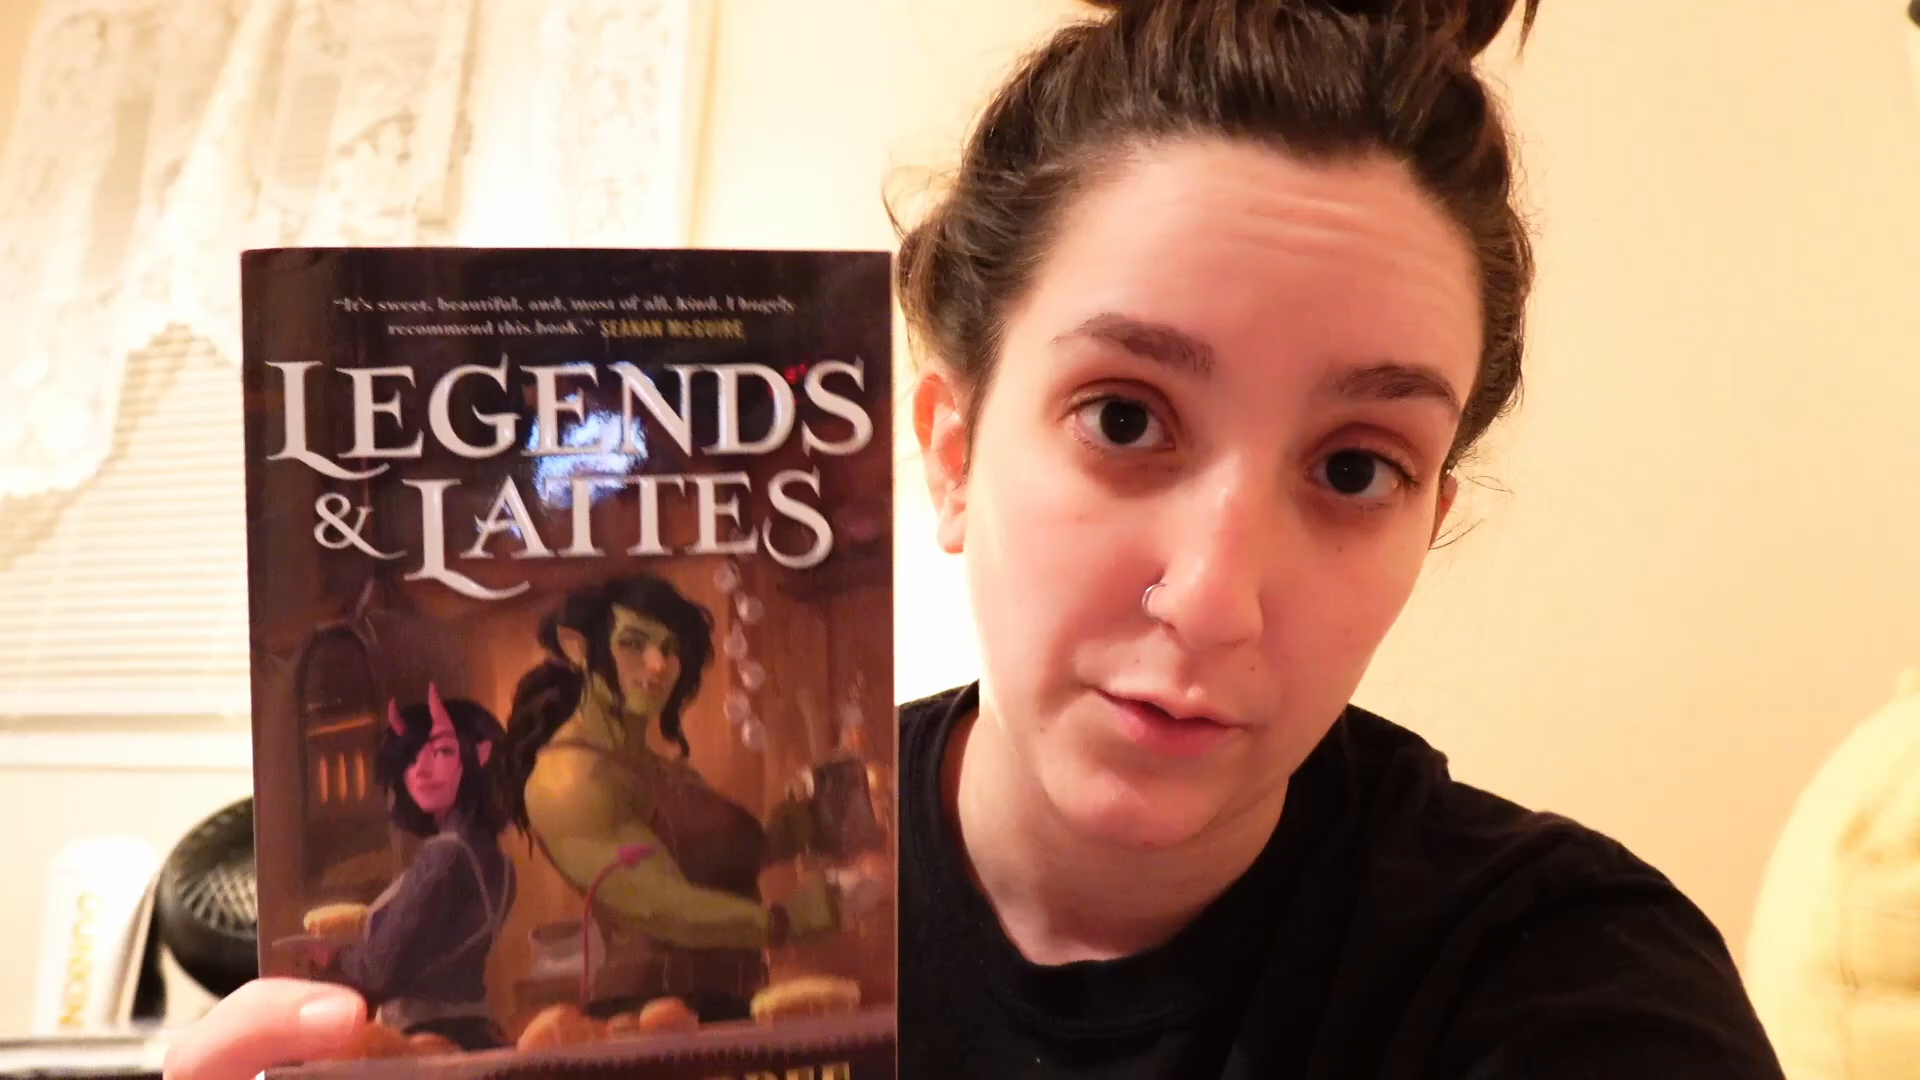 "It's sweet, beautiful, and, most of all, kind. I hugely
recommend this book." SEANAN McGUIRE
LEGENDS
& LATTES